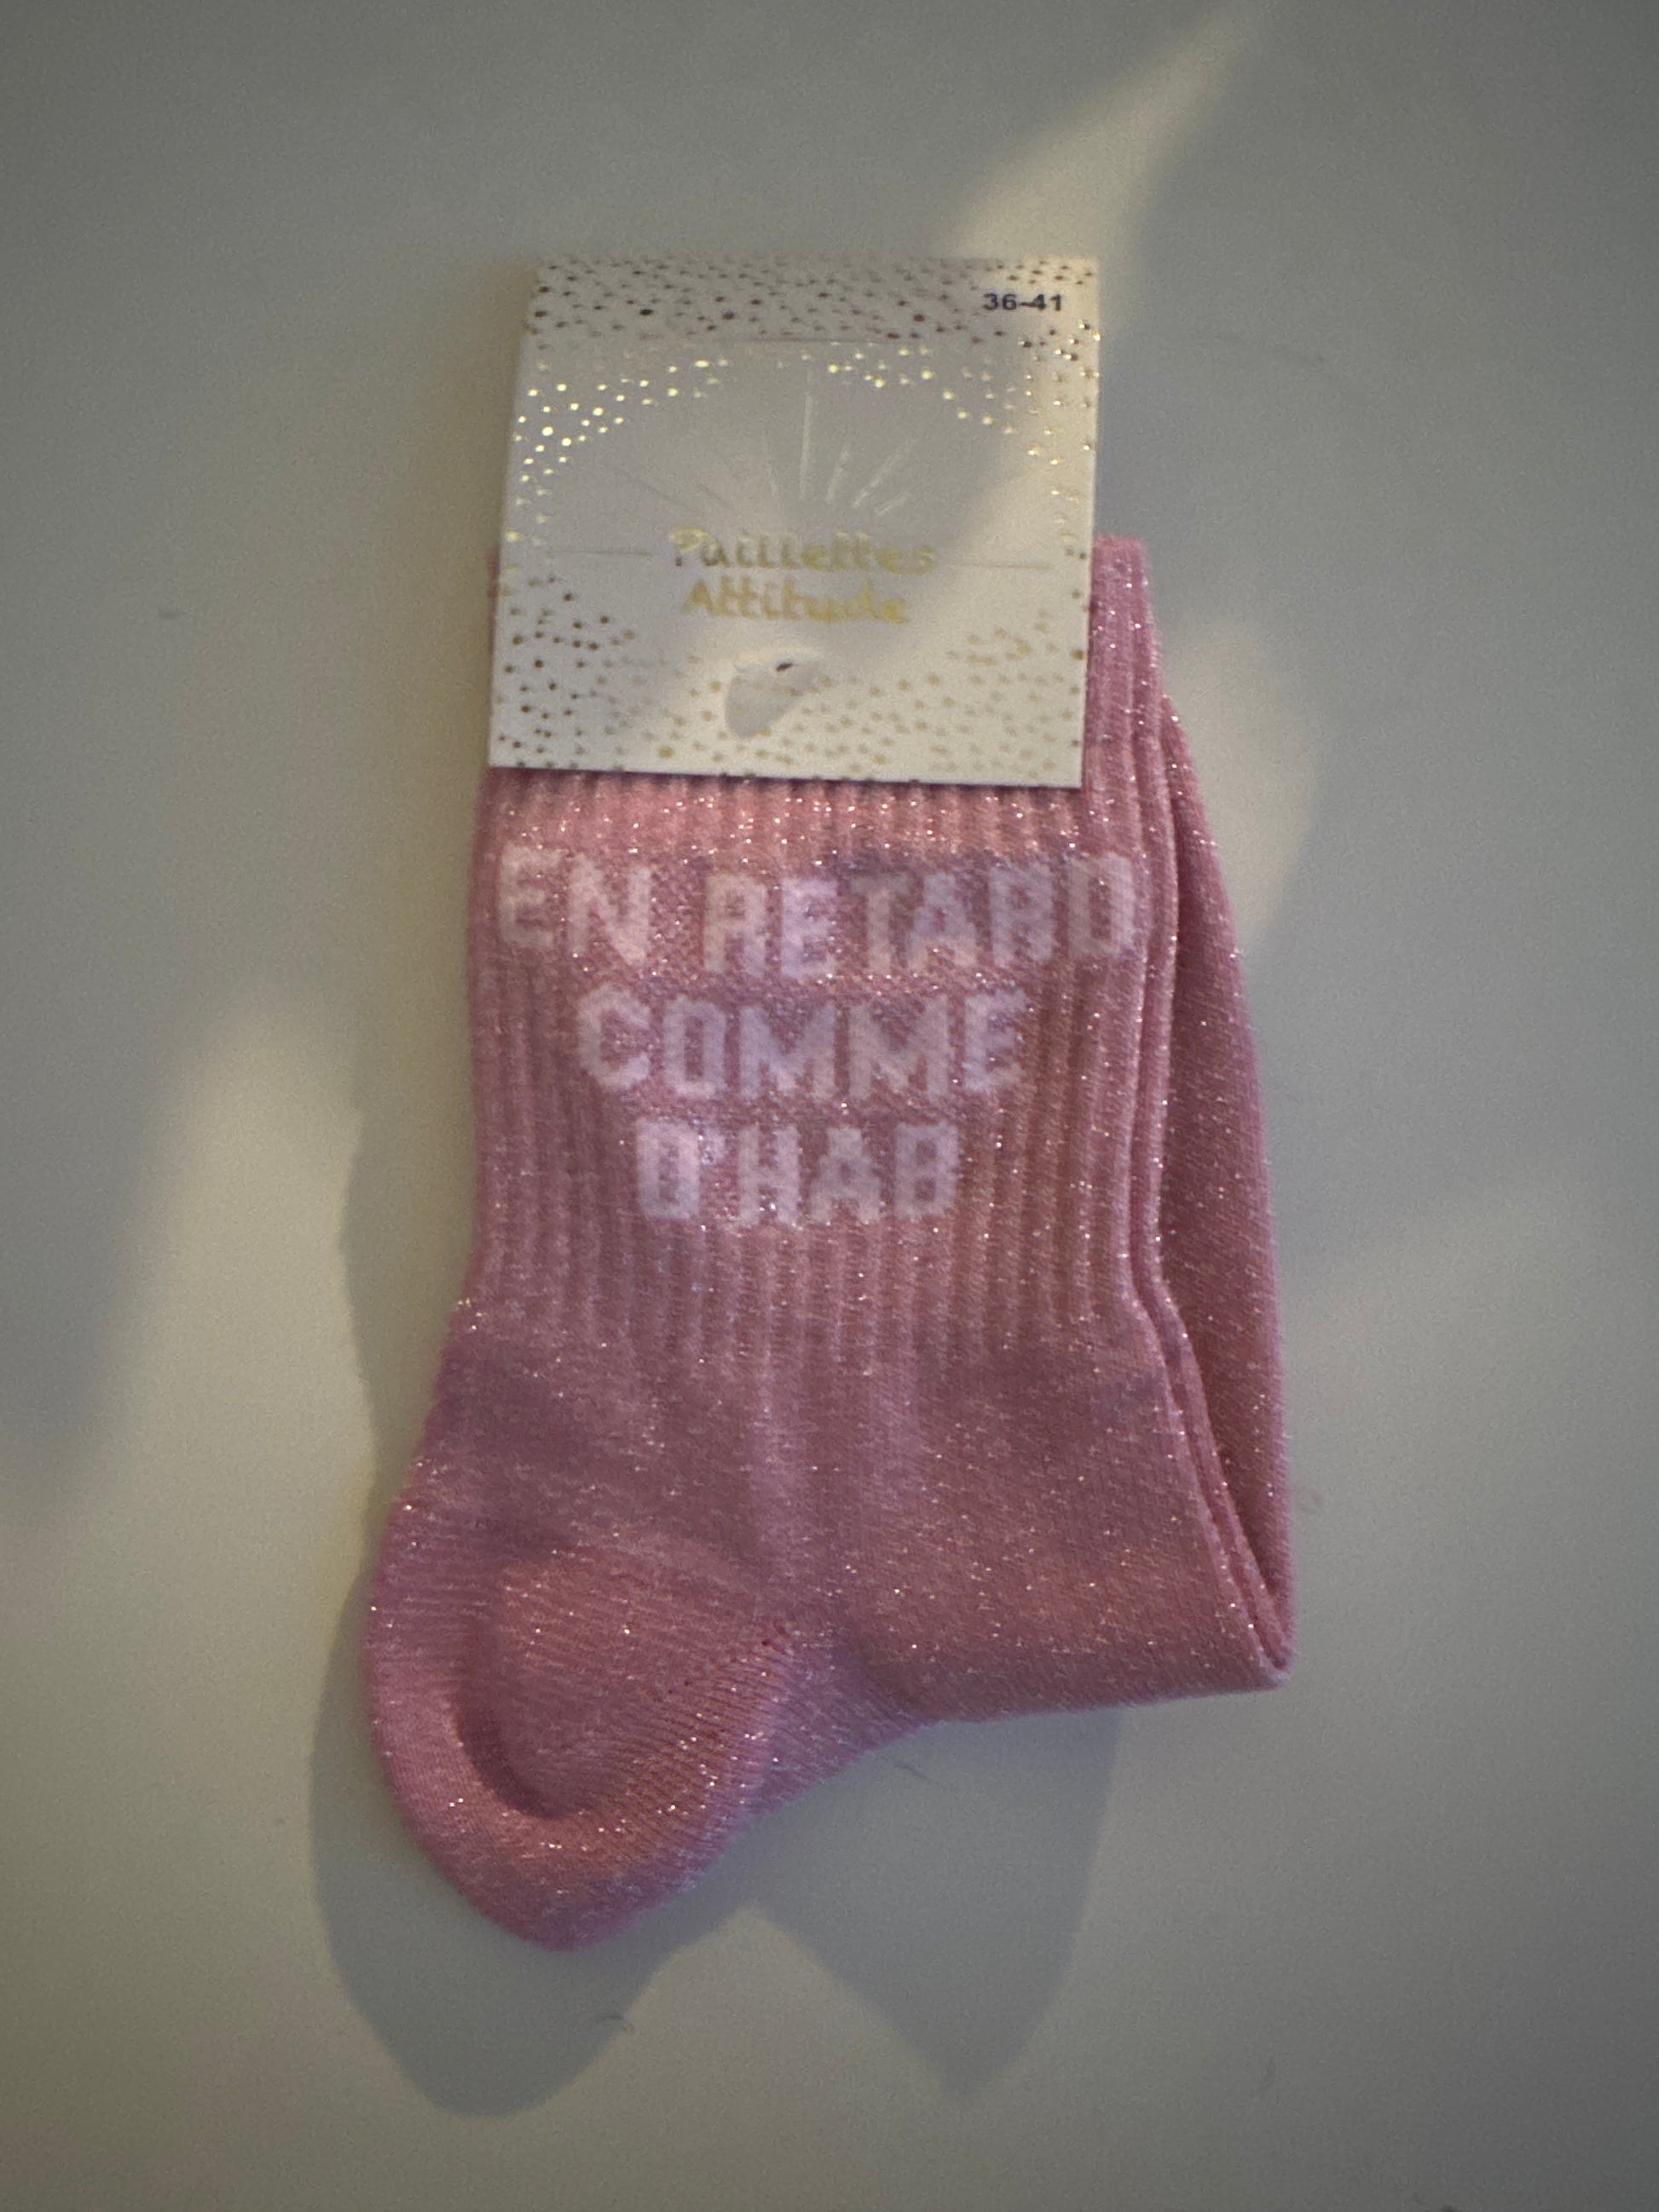 36-41
Paillettes
Attitude
EN RETARD
COMME
D'HAB